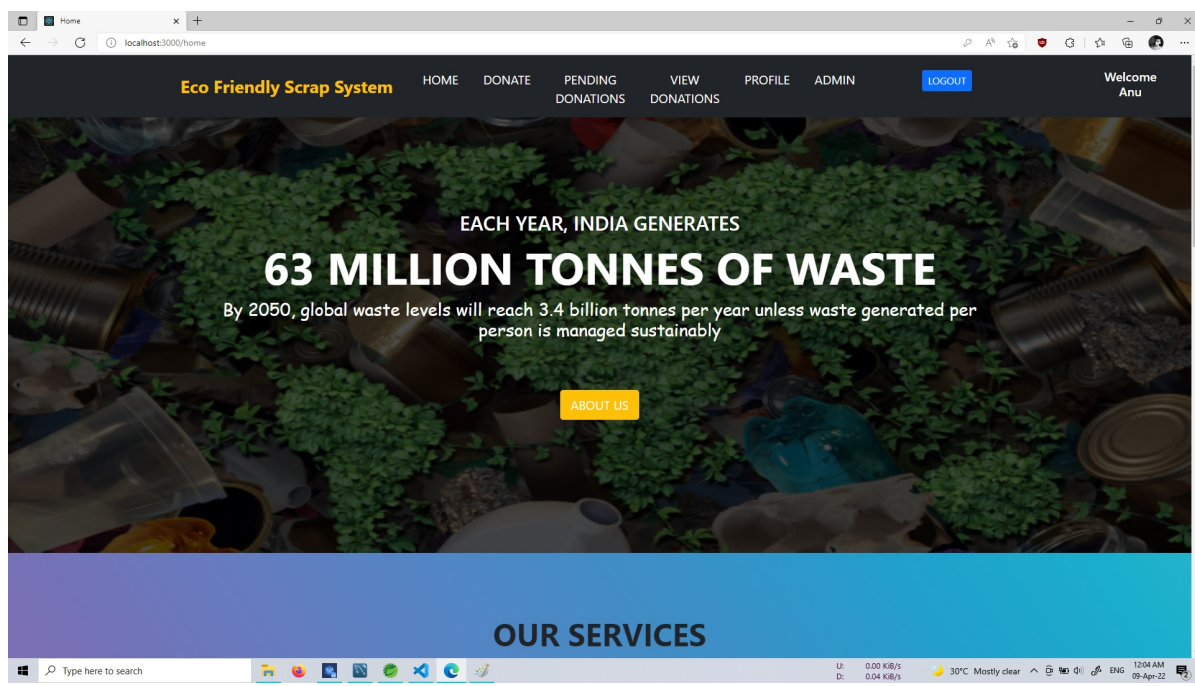 Home
localhost:3000/home
Eco Friendly Scrap System
HOME
DONATE
PENDING
DONATIONS
VIEW
DONATIONS
PROFILE
ADMIN
LOGOUT
Welcome
Anu
EACH YEAR, INDIA GENERATES
63 MILLION TONNES OF WASTE
By 2050, global waste levels will reach 3.4 billion tonnes per year unless waste generated per
person is managed sustainably
ABOUT US
OUR SERVICES
Type here to search
U: 0.00 KiB/s
D: 0.04 KiB/s
30°C Mostly clear
ENG
12:04 AM
09-Apr-22
2